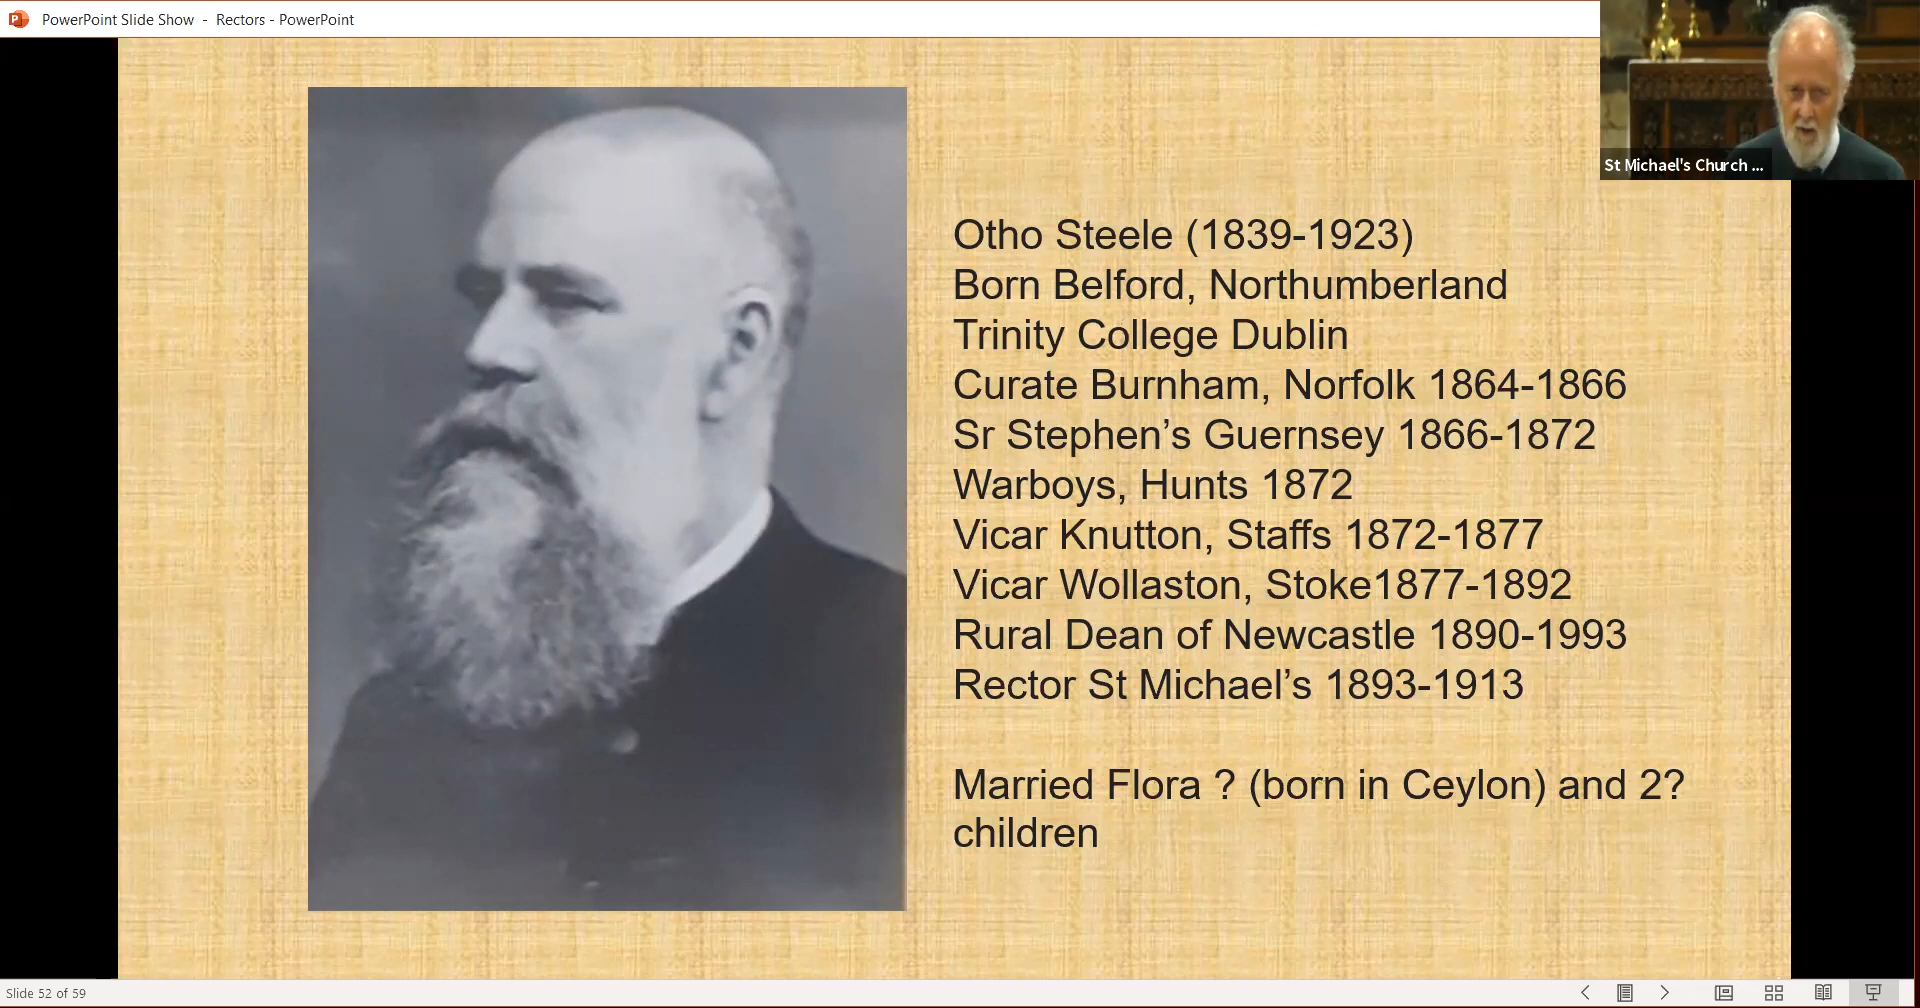 PowerPoint Slide Show - Rectors - PowerPoint
St Michael's Church ...
Otho Steele (1839-1923)
Born Belford, Northumberland
Trinity College Dublin
Curate Burnham, Norfolk 1864-1866
Sr Stephen’s Guernsey 1866-1872
Warboys, Hunts 1872
Vicar Knutton, Staffs 1872-1877
Vicar Wollaston, Stoke1877-1892
Rural Dean of Newcastle 1890-1993
Rector St Michael’s 1893-1913
Married Flora ? (born in Ceylon) and 2?
children
Slide 52 of 59